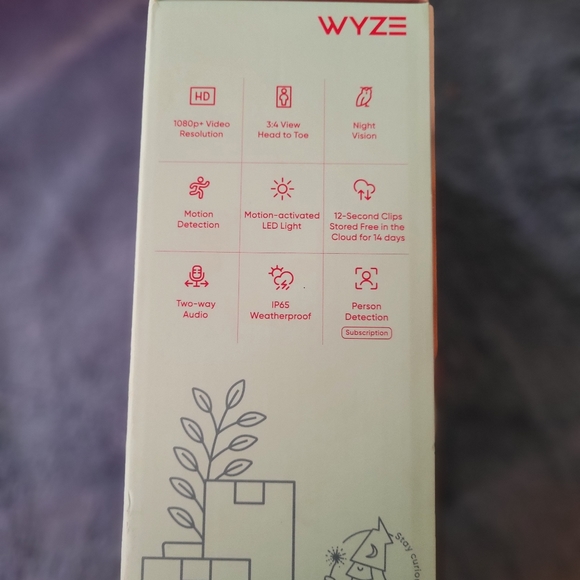 WYZE
HD
1080p+ Video
Resolution
3:4 View
Head to Toe
Night
Vision
Motion
Detection
Motion-activated
LED Light
12-Second Clips
Stored Free in the
Cloud for 14 days
Two-way
Audio
IP65
Weatherproof
Person
Detection
Subscription
Stay